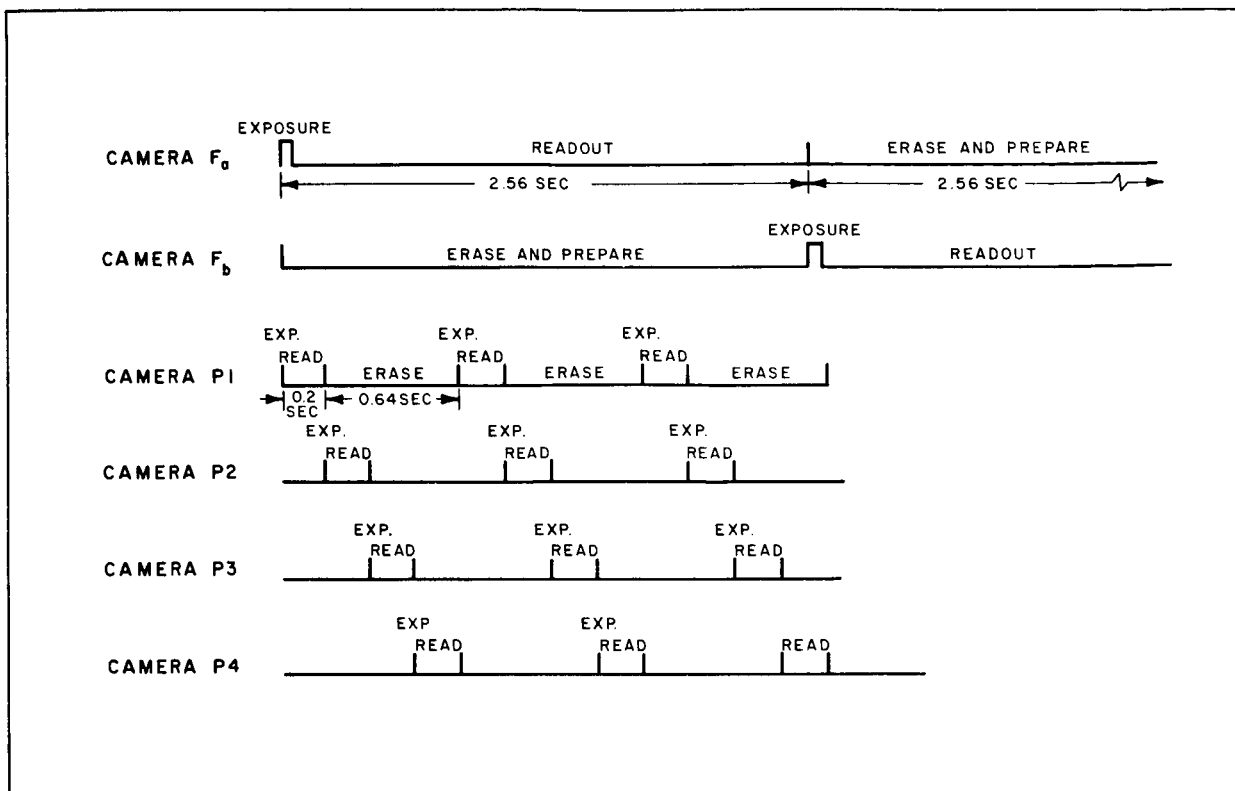 EXPOSURE
CAMERA Fa READOUT ERASE AND PREPARE
2.56 SEC 2.56 SEC
EXPOSURE
CAMERA Fb ERASE AND PREPARE READOUT
EXP. EXP. EXP.
READ READ READ
CAMERA P1 ERASE ERASE ERASE
0.2 SEC 0.64 SEC
EXP. EXP. EXP.
READ READ READ
CAMERA P2
EXP. EXP. EXP.
READ READ READ
CAMERA P3
EXP EXP.
READ READ READ
CAMERA P4